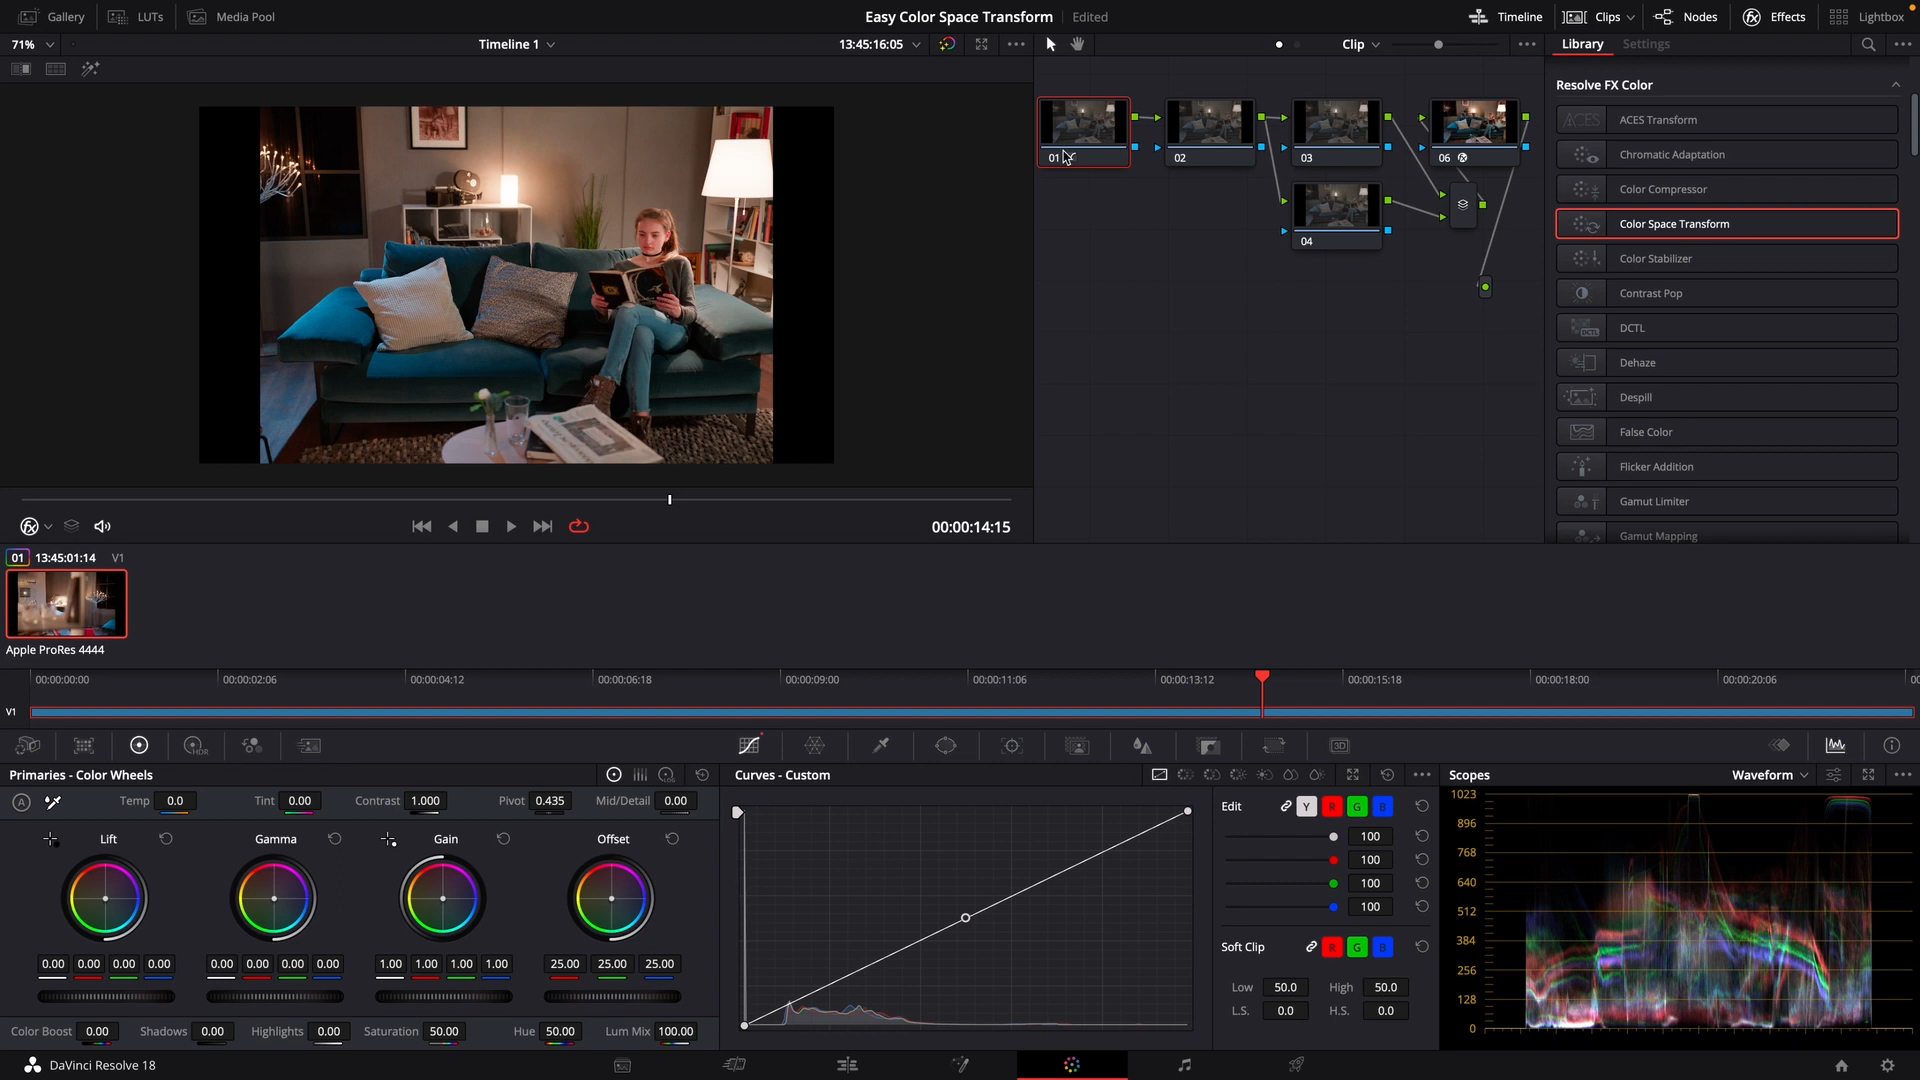 Gallery LUTs Media Pool Easy Color Space Transform Edited Timeline Clips Nodes Effects Lightbox
71% Timeline 1 13:45:16:05 Clip Library Settings
Resolve FX Color
ACES Transform
Chromatic Adaptation
Color Compressor
Color Space Transform
Color Stabilizer
Contrast Pop
DCTL
Dehaze
Despill
False Color
Flicker Addition
Gamut Limiter
Gamut Mapping
01 02 03 06
04
00:00:14:15
01 13:45:01:14 V1
Apple ProRes 4444
00:00:00:00 00:00:02:06 00:00:04:12 00:00:06:18 00:00:09:00 00:00:11:06 00:00:13:12 00:00:15:18 00:00:18:00 00:00:20:06 00
V1
HDR 3D
Primaries - Color Wheels
Temp 0.0 Tint 0.00 Contrast 1.000 Pivot 0.435 Mid/Detail 0.00
Lift Gamma Gain Offset
0.00 0.00 0.00 0.00 0.00 0.00 0.00 0.00 1.00 1.00 1.00 1.00 25.00 25.00 25.00
Color Boost 0.00 Shadows 0.00 Highlights 0.00 Saturation 50.00 Hue 50.00 Lum Mix 100.00
Curves - Custom
Edit Y R G B
100
100
100
100
Soft Clip R G B
Low 50.0 High 50.0
L.S. 0.0 H.S. 0.0
Scopes Waveform
1023
896
768
640
512
384
256
128
0
DaVinci Resolve 18